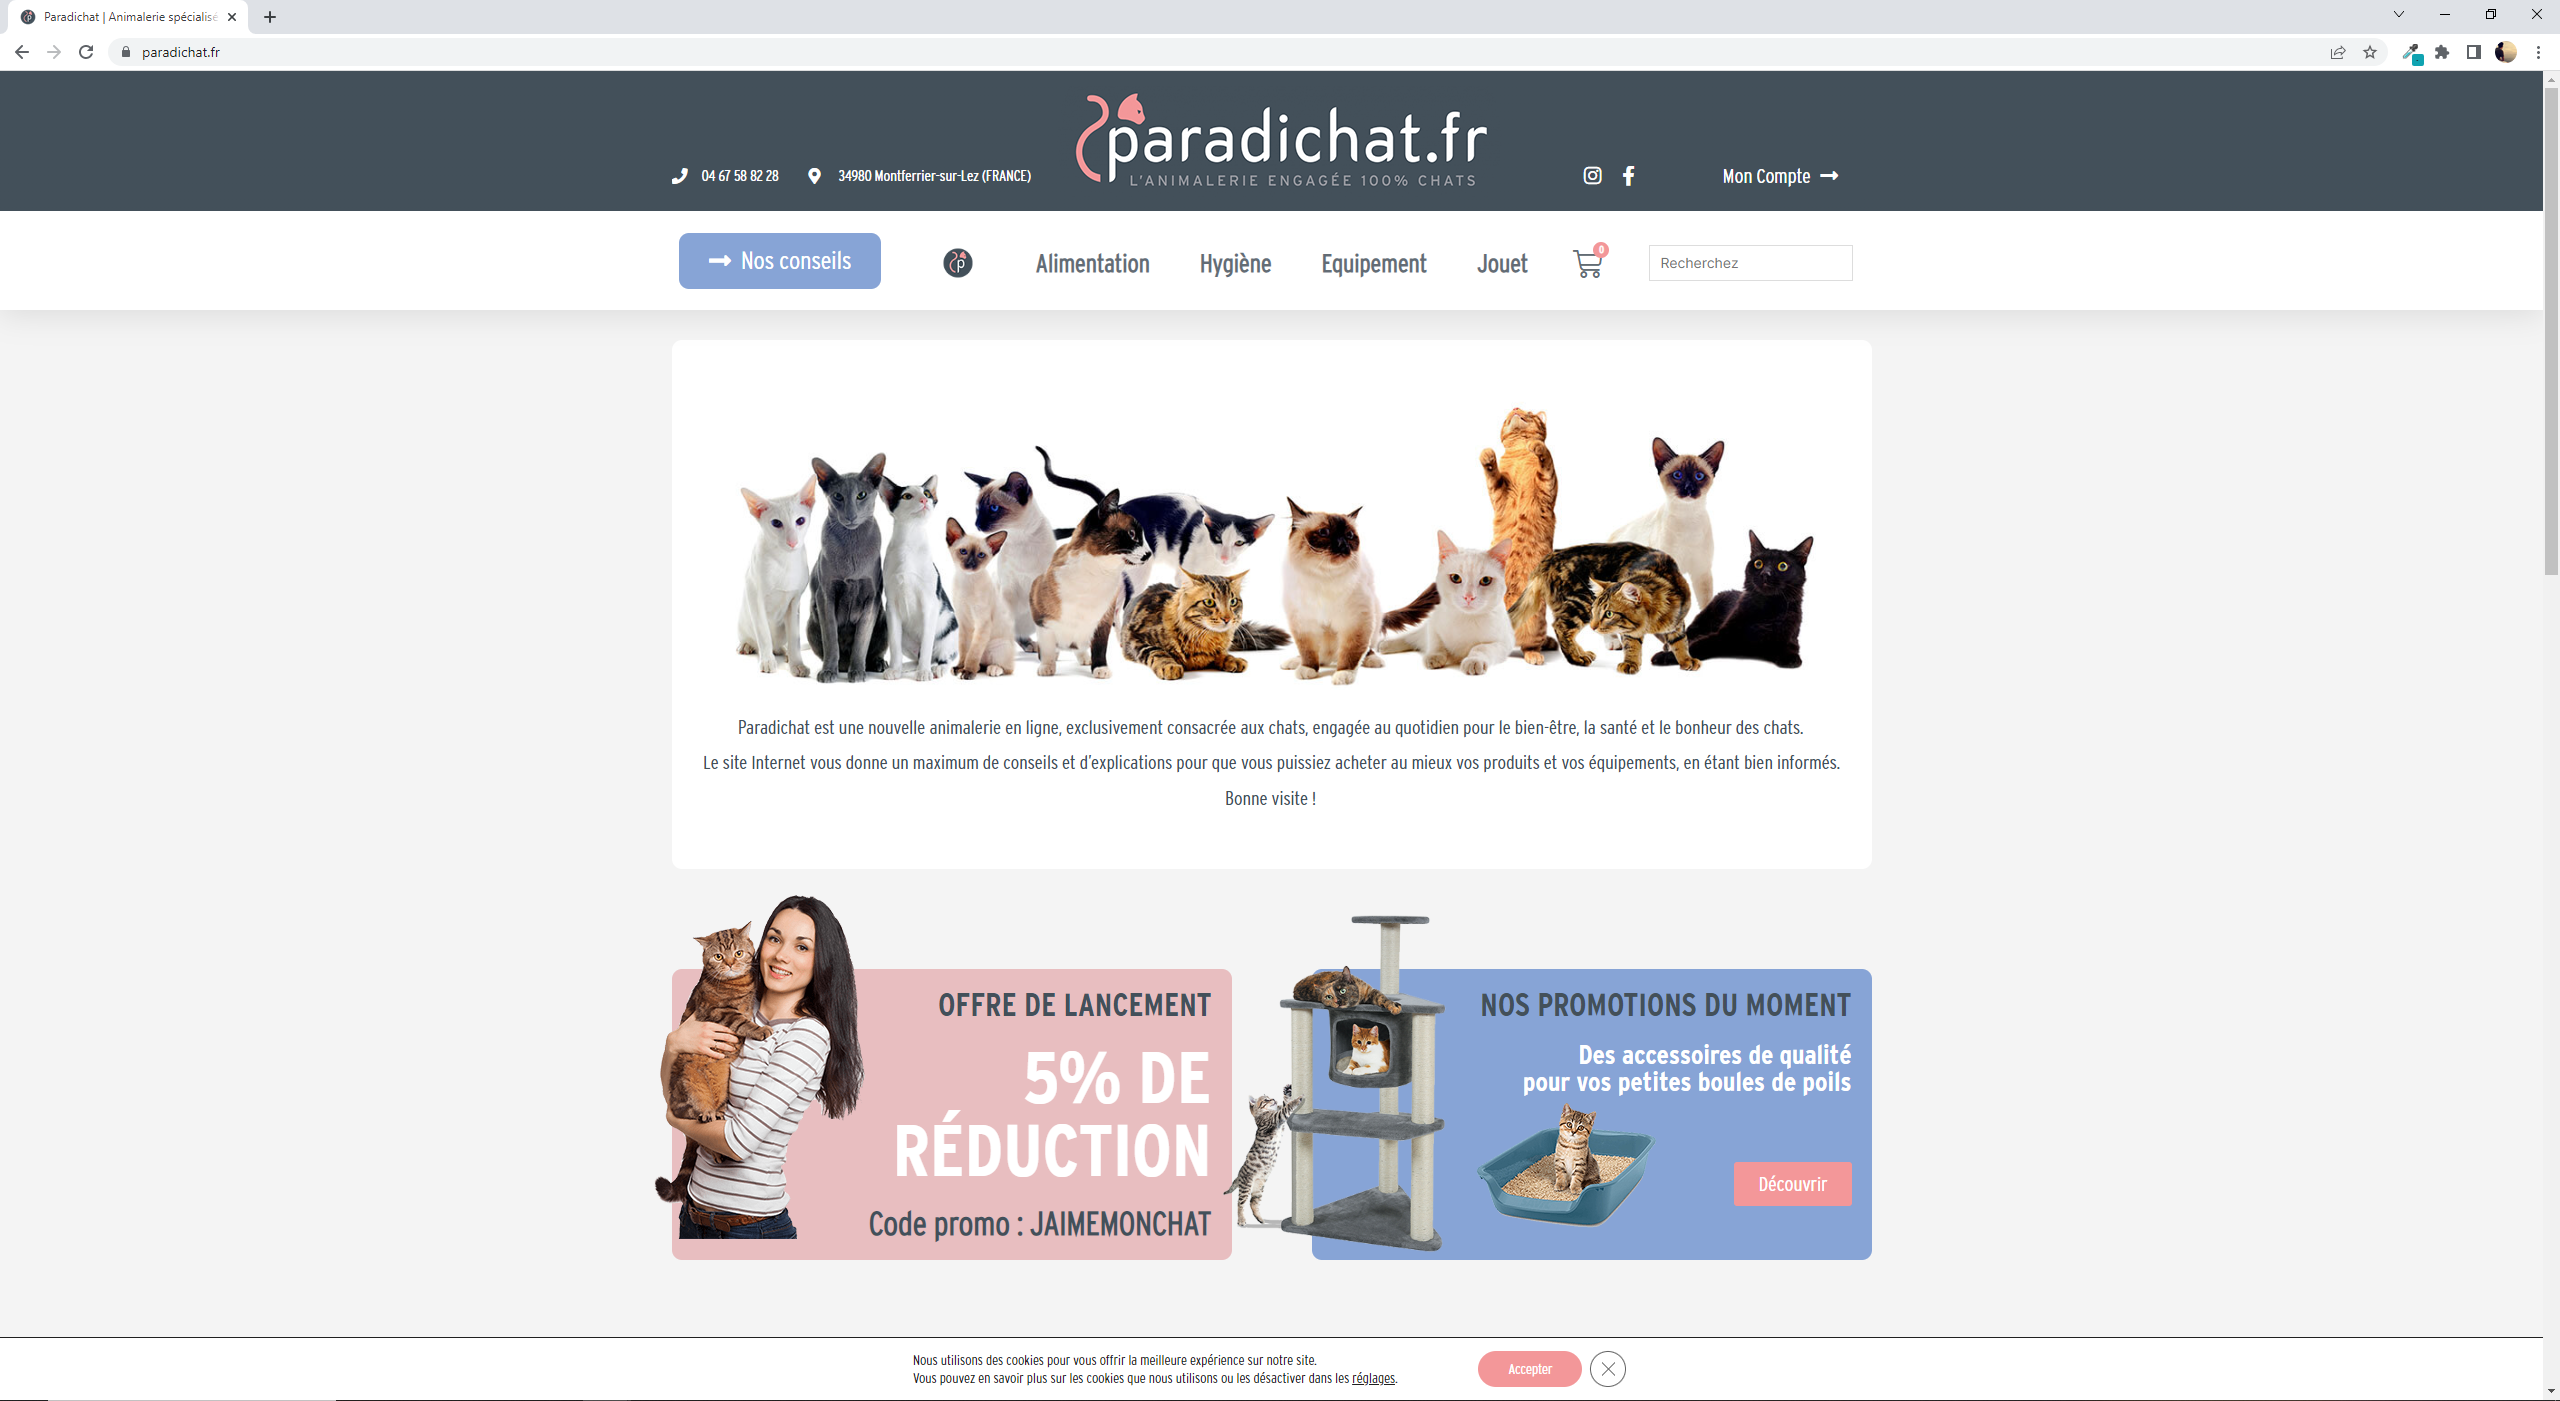 Paradichat | Animalerie spécialisé
paradichat.fr
paradichat.fr
L'ANIMALERIE ENGAGÉE 100% CHATS
04 67 58 82 28
34980 Montferrier-sur-Lez (FRANCE)
Mon Compte
Nos conseils
p
Alimentation
Hygiène
Equipement
Jouet
0
Recherchez
Paradichat est une nouvelle animalerie en ligne, exclusivement consacrée aux chats, engagée au quotidien pour le bien-être, la santé et le bonheur des chats.
Le site Internet vous donne un maximum de conseils et d'explications pour que vous puissiez acheter au mieux vos produits et vos équipements, en étant bien informés.
Bonne visite !
OFFRE DE LANCEMENT
5% DE
RÉDUCTION
Code promo : JAIMEMONCHAT
NOS PROMOTIONS DU MOMENT
Des accessoires de qualité
pour vos petites boules de poils
Découvrir
Nous utilisons des cookies pour vous offrir la meilleure expérience sur notre site.
Vous pouvez en savoir plus sur les cookies que nous utilisons ou les désactiver dans les réglages.
Accepter